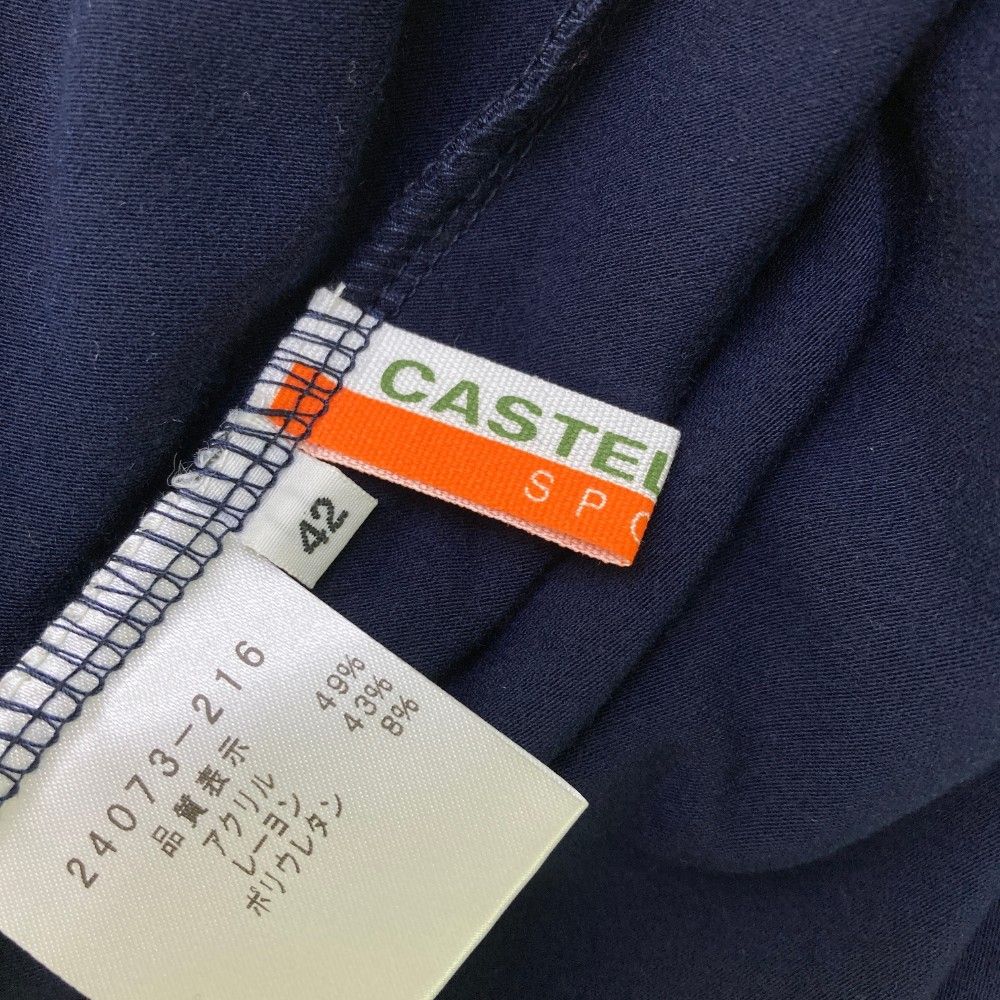 CASTEL
SPO
42
24073-216
品質表示
アクリル 49%
レーヨン 43%
ポリウレタン 8%